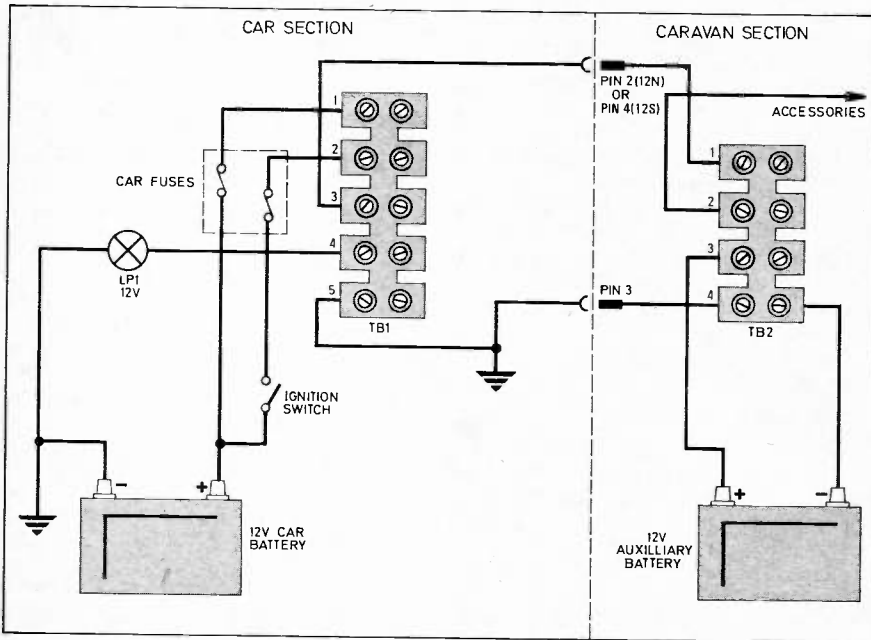 CAR SECTION
CARAVAN SECTION
PIN 2(12N)
OR
PIN 4(12S)
ACCESSORIES
1
2
3
4
5
TB1
CAR FUSES
LP1
12V
PIN 3
1
2
3
4
TB2
IGNITION
SWITCH
-
+
12V CAR
BATTERY
+
-
12V
AUXILLIARY
BATTERY